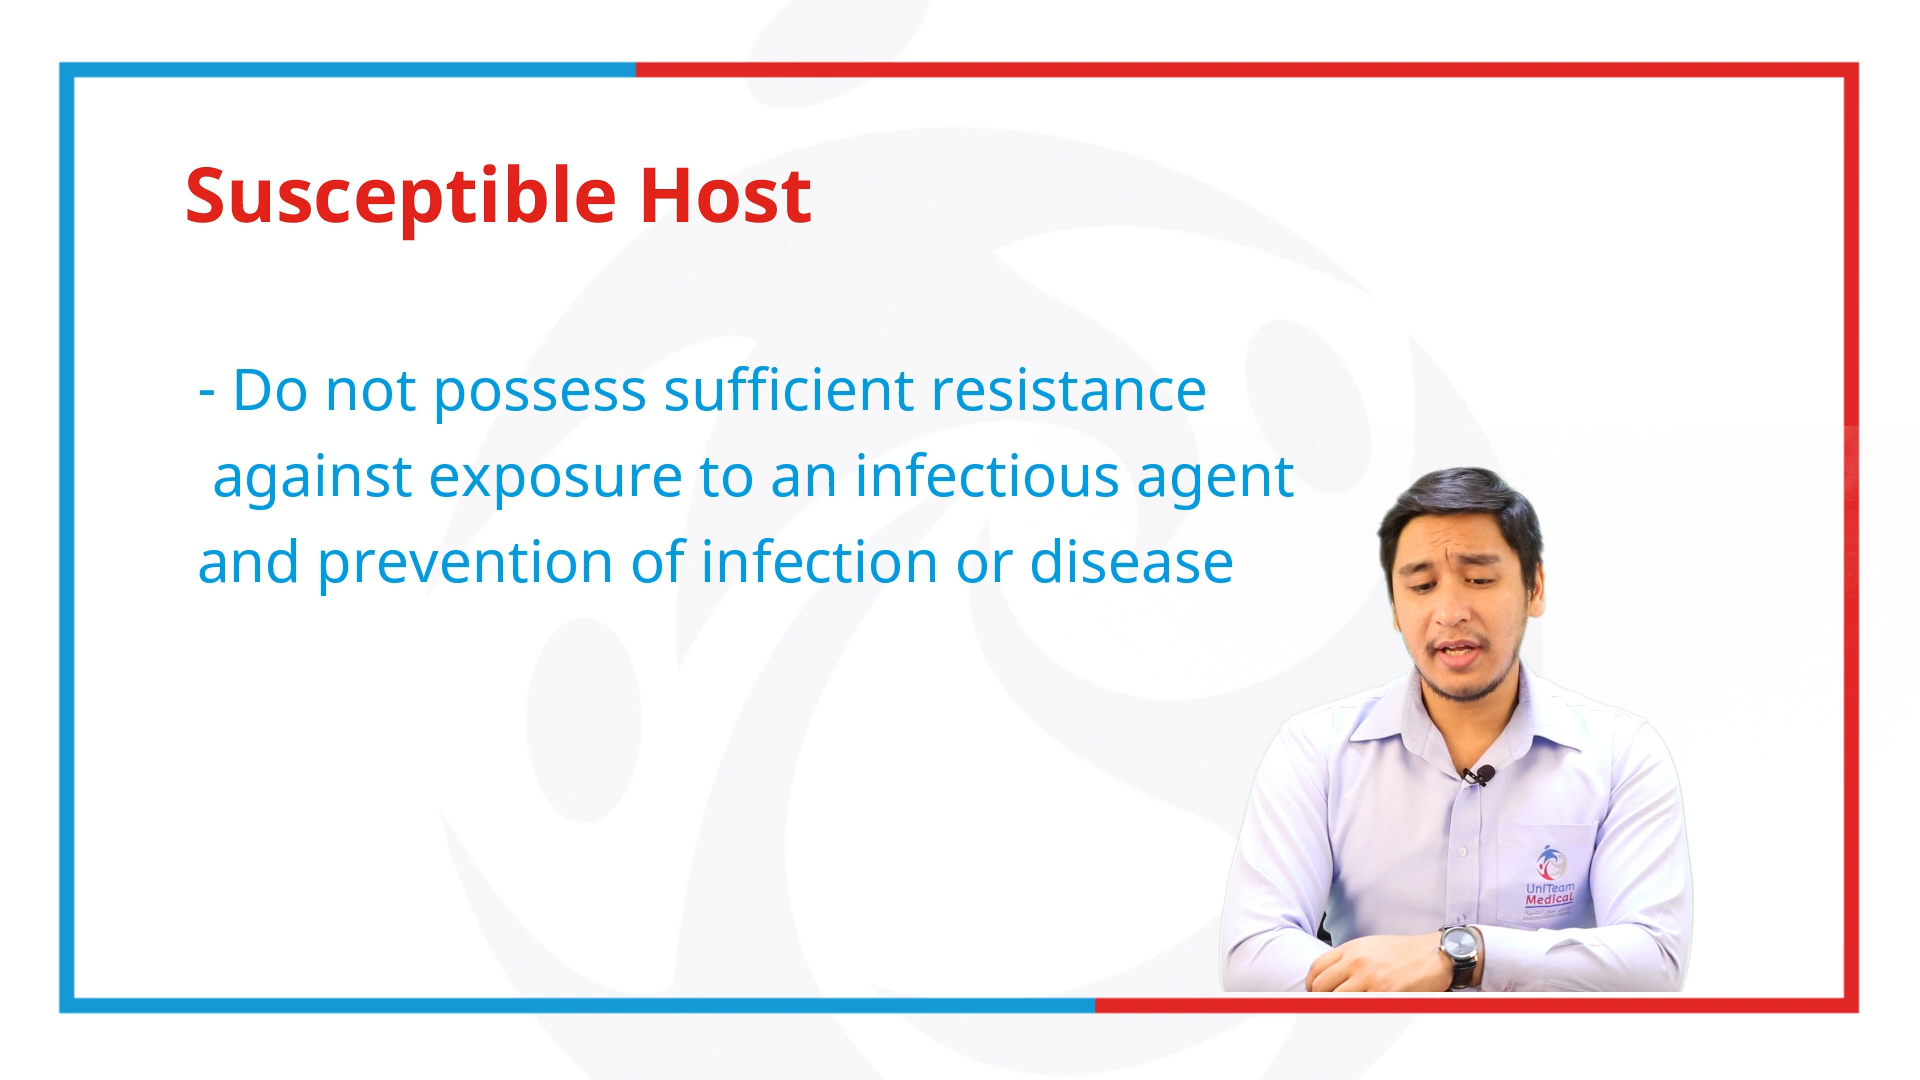 Susceptible Host
- Do not possess sufficient resistance
against exposure to an infectious agent
and prevention of infection or disease
UniTeam
Medical